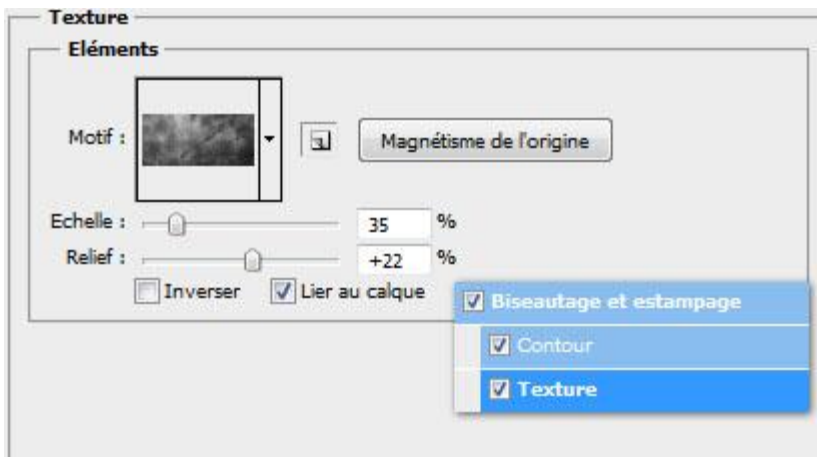 Texture
Eléments
Motif :
Magnétisme de l'origine
Echelle : 35 %
Relief : +22 %
Inverser Lier au calque
Biseautage et estampage
Contour
Texture